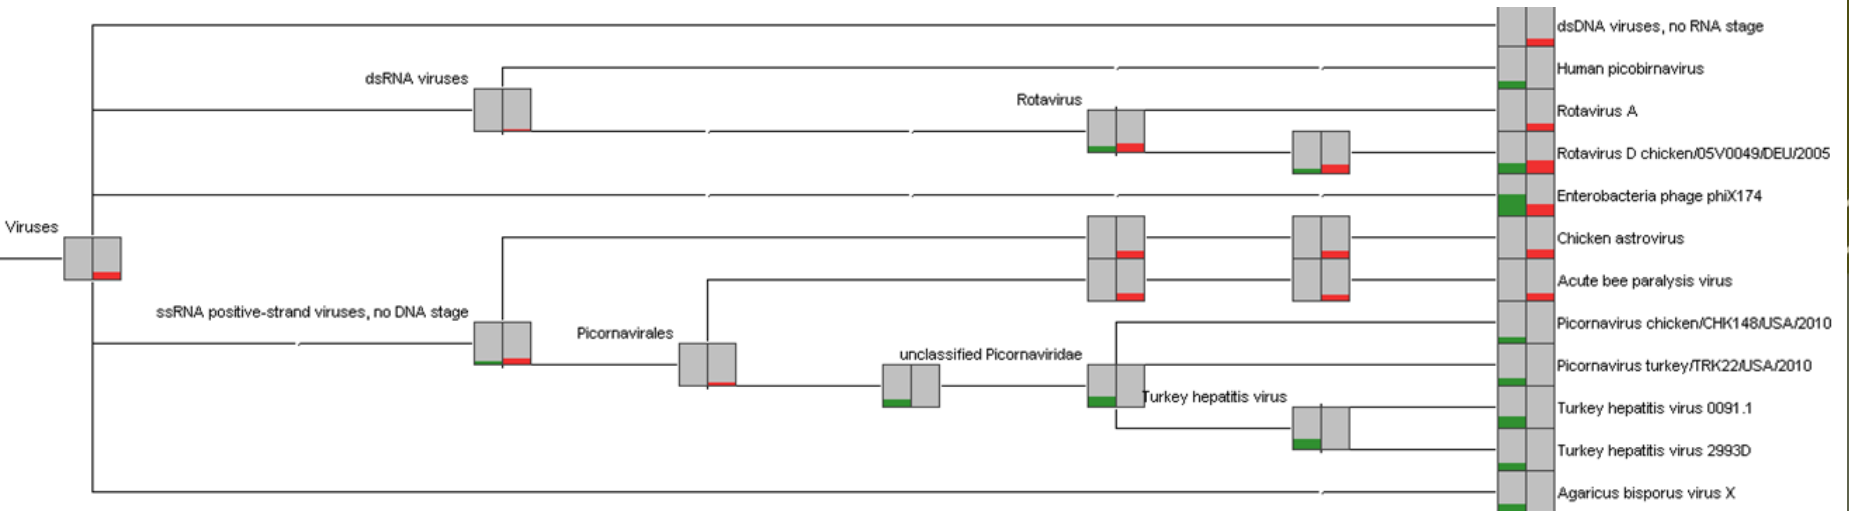 dsDNA viruses, no RNA stage
Human picobirnavirus
dsRNA viruses
Rotavirus
Rotavirus A
Rotavirus D chicken/05V0049/DEU/2005
Enterobacteria phage phiX174
Viruses
Chicken astrovirus
Acute bee paralysis virus
ssRNA positive-strand viruses, no DNA stage
Picornavirales
Picornavirus chicken/CHK148/USA/2010
unclassified Picornaviridae
Picornavirus turkey/TRK22/USA/2010
Turkey hepatitis virus
Turkey hepatitis virus 0091.1
Turkey hepatitis virus 2993D
Agaricus bisporus virus X